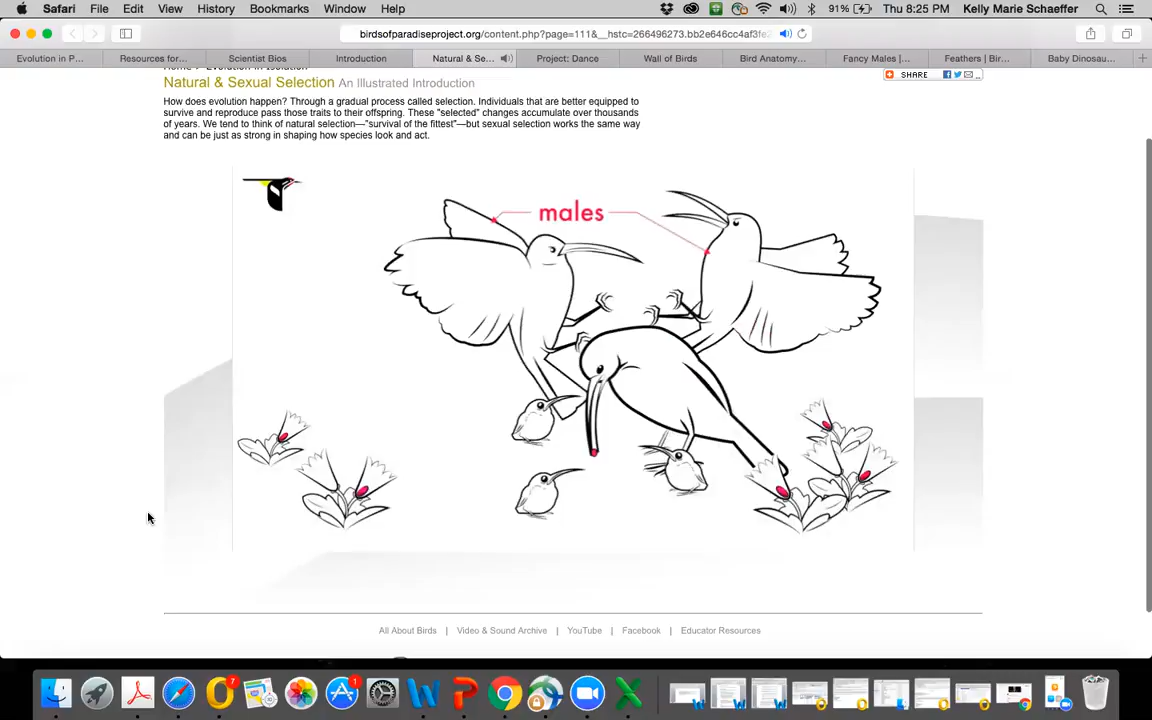 Safari File Edit View History Bookmarks Window Help 91% Thu 8:25 PM Kelly Marie Schaeffer
birdsofparadiseproject.org/content.php?page=111&__hstc=266496273.bb2e646cc4af3fe2
Evolution in P... Resources for... Scientist Bios Introduction Natural & Se... Project: Dance Wall of Birds Bird Anatomy... Fancy Males |... Feathers | Bir... Baby Dinosau...
Natural & Sexual Selection An Illustrated Introduction
SHARE
How does evolution happen? Through a gradual process called selection. Individuals that are better equipped to
survive and reproduce pass those traits to their offspring. These "selected" changes accumulate over thousands
of years. We tend to think of natural selection—"survival of the fittest"—but sexual selection works the same way
and can be just as strong in shaping how species look and act.
males
All About Birds | Video & Sound Archive | YouTube | Facebook | Educator Resources
7
1